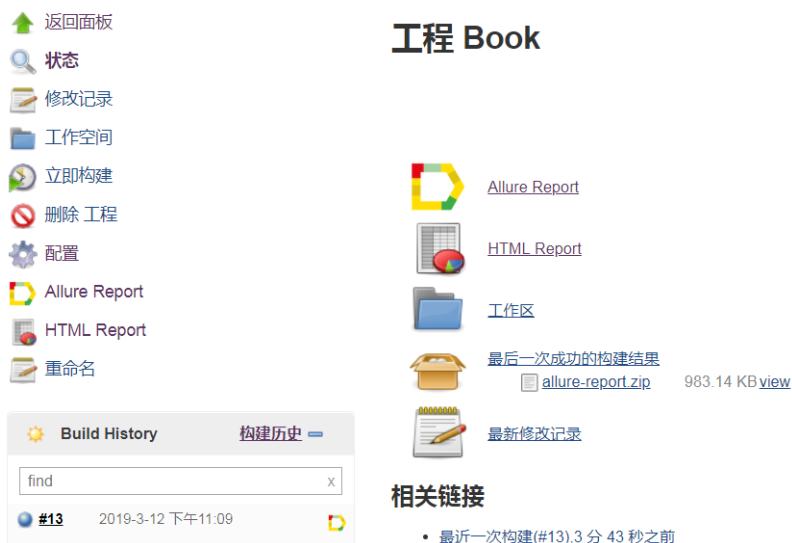 返回面板
状态
修改记录
工作空间
立即构建
删除 工程
配置
Allure Report
HTML Report
重命名
Build History 构建历史
find x
#13 2019-3-12 下午11:09
工程 Book
Allure Report
HTML Report
工作区
最后一次成功的构建结果
allure-report.zip 983.14 KB view
最新修改记录
相关链接
最近一次构建(#13),3 分 43 秒之前